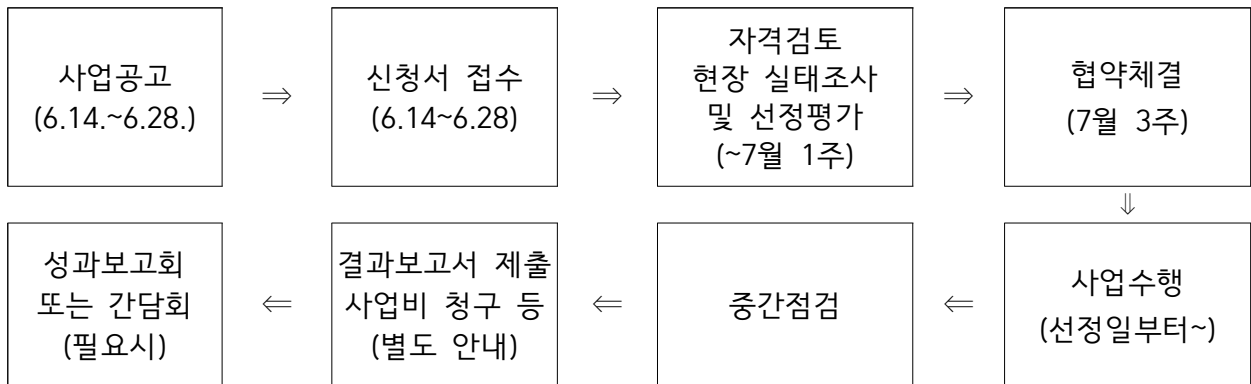 사업공고
(6.14.~6.28.)
⇒
신청서 접수
(6.14~6.28)
⇒
자격검토
현장 실태조사
및 선정평가
(~7월 1주)
⇒
협약체결
(7월 3주)
⇓
성과보고회
또는 간담회
(필요시)
⇐
결과보고서 제출
사업비 청구 등
(별도 안내)
⇐
중간점검
⇐
사업수행
(선정일부터~)